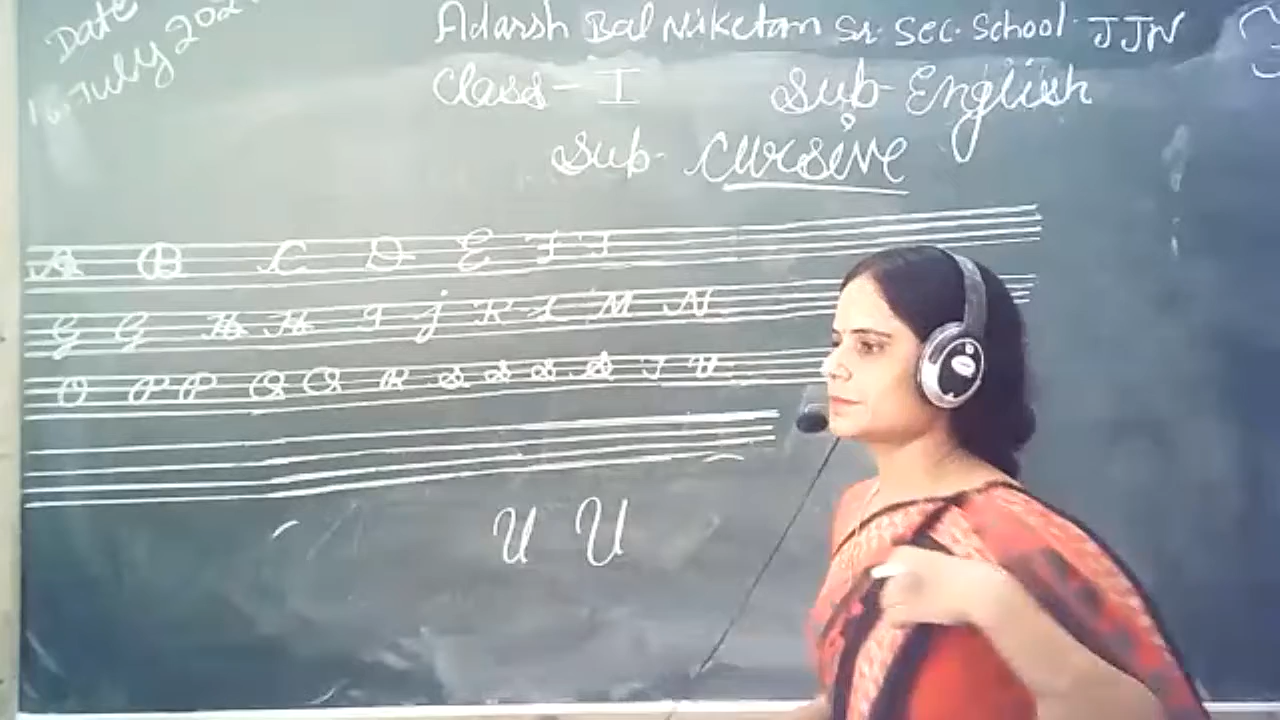 Date
16 July 202
Adarsh Bal Niketan Sr. Sec. School JJN
Class - I Sub- English
Sub- Cursive
A B C D E F I
G G H H I j K L M N
O P P Q Q R S S S S T U
U U